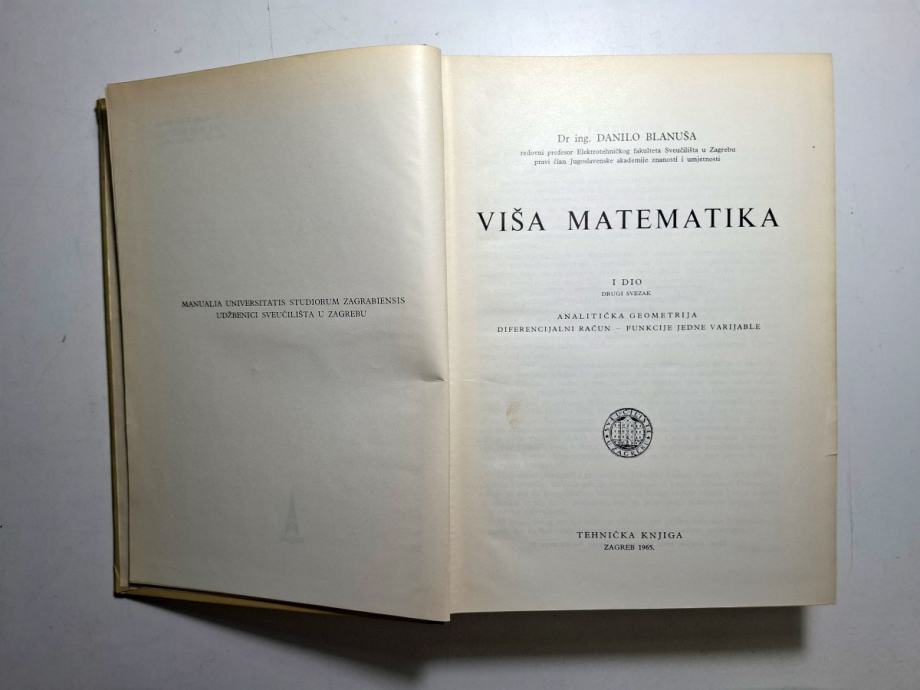 MANUALIA UNIVERSITATIS STUDIORUM ZAGRABIENSIS
UDŽBENICI SVEUČILIŠTA U ZAGREBU
Dr ing. DANILO BLANUŠA
redovni profesor Elektrotehničkog fakulteta Sveučilišta u Zagrebu
pravi član Jugoslavenske akademije znanosti i umjetnosti
VIŠA MATEMATIKA
I DIO
DRUGI SVEZAK
ANALITIČKA GEOMETRIJA
DIFERENCIJALNI RAČUN – FUNKCIJE JEDNE VARIJABLE
SVEUČILIŠTE U ZAGREBU
TEHNIČKA KNJIGA
ZAGREB 1965.